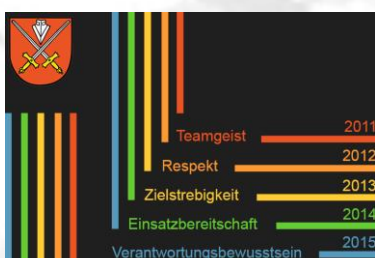 Teamgeist 2011
Respekt 2012
Zielstrebigkeit 2013
Einsatzbereitschaft 2014
Verantwortungsbewusstsein 2015